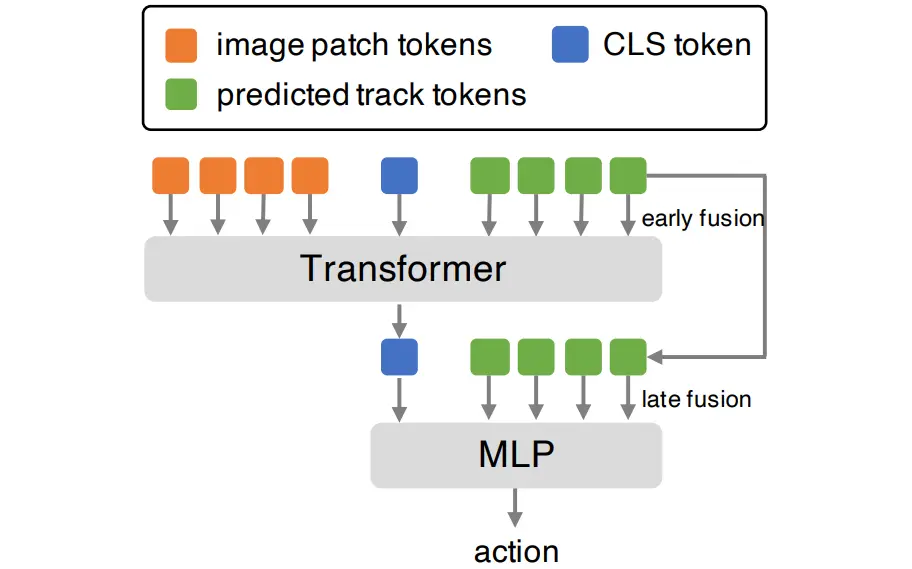 image patch tokens
CLS token
predicted track tokens
early fusion
Transformer
late fusion
MLP
action